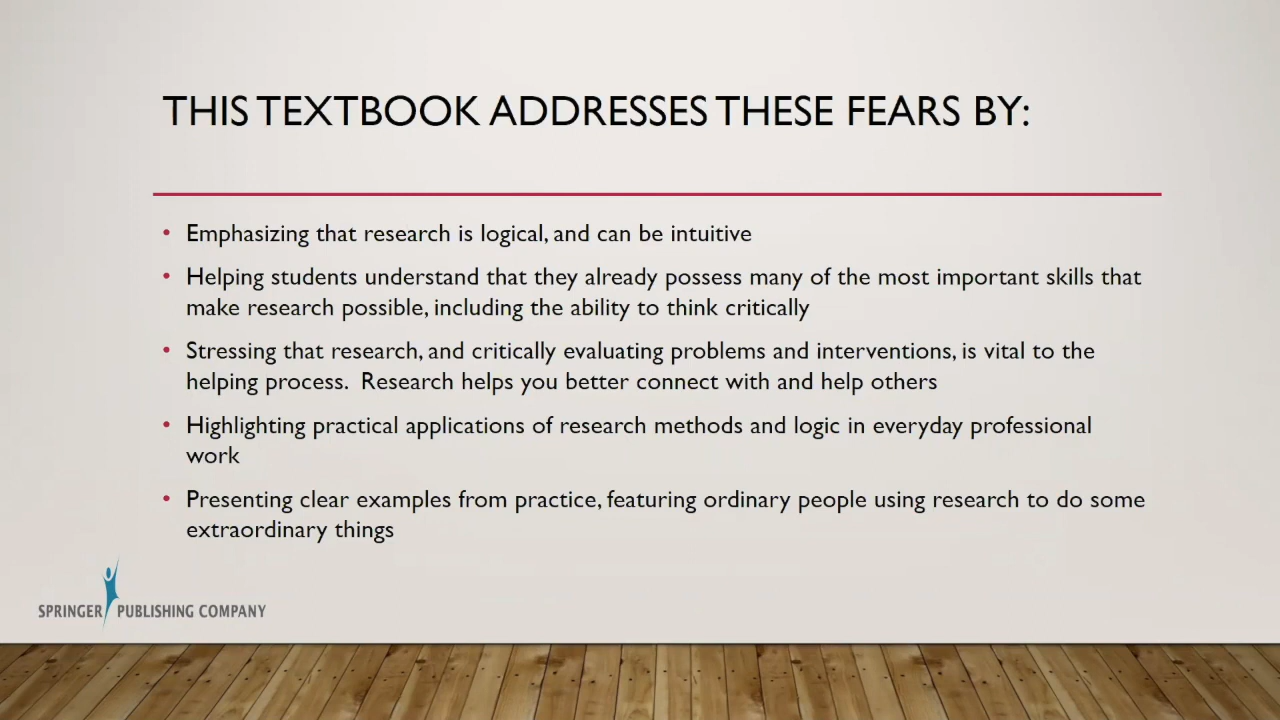 THIS TEXTBOOK ADDRESSES THESE FEARS BY:
• Emphasizing that research is logical, and can be intuitive
• Helping students understand that they already possess many of the most important skills that
make research possible, including the ability to think critically
• Stressing that research, and critically evaluating problems and interventions, is vital to the
helping process.  Research helps you better connect with and help others
• Highlighting practical applications of research methods and logic in everyday professional
work
• Presenting clear examples from practice, featuring ordinary people using research to do some
extraordinary things
SPRINGER PUBLISHING COMPANY